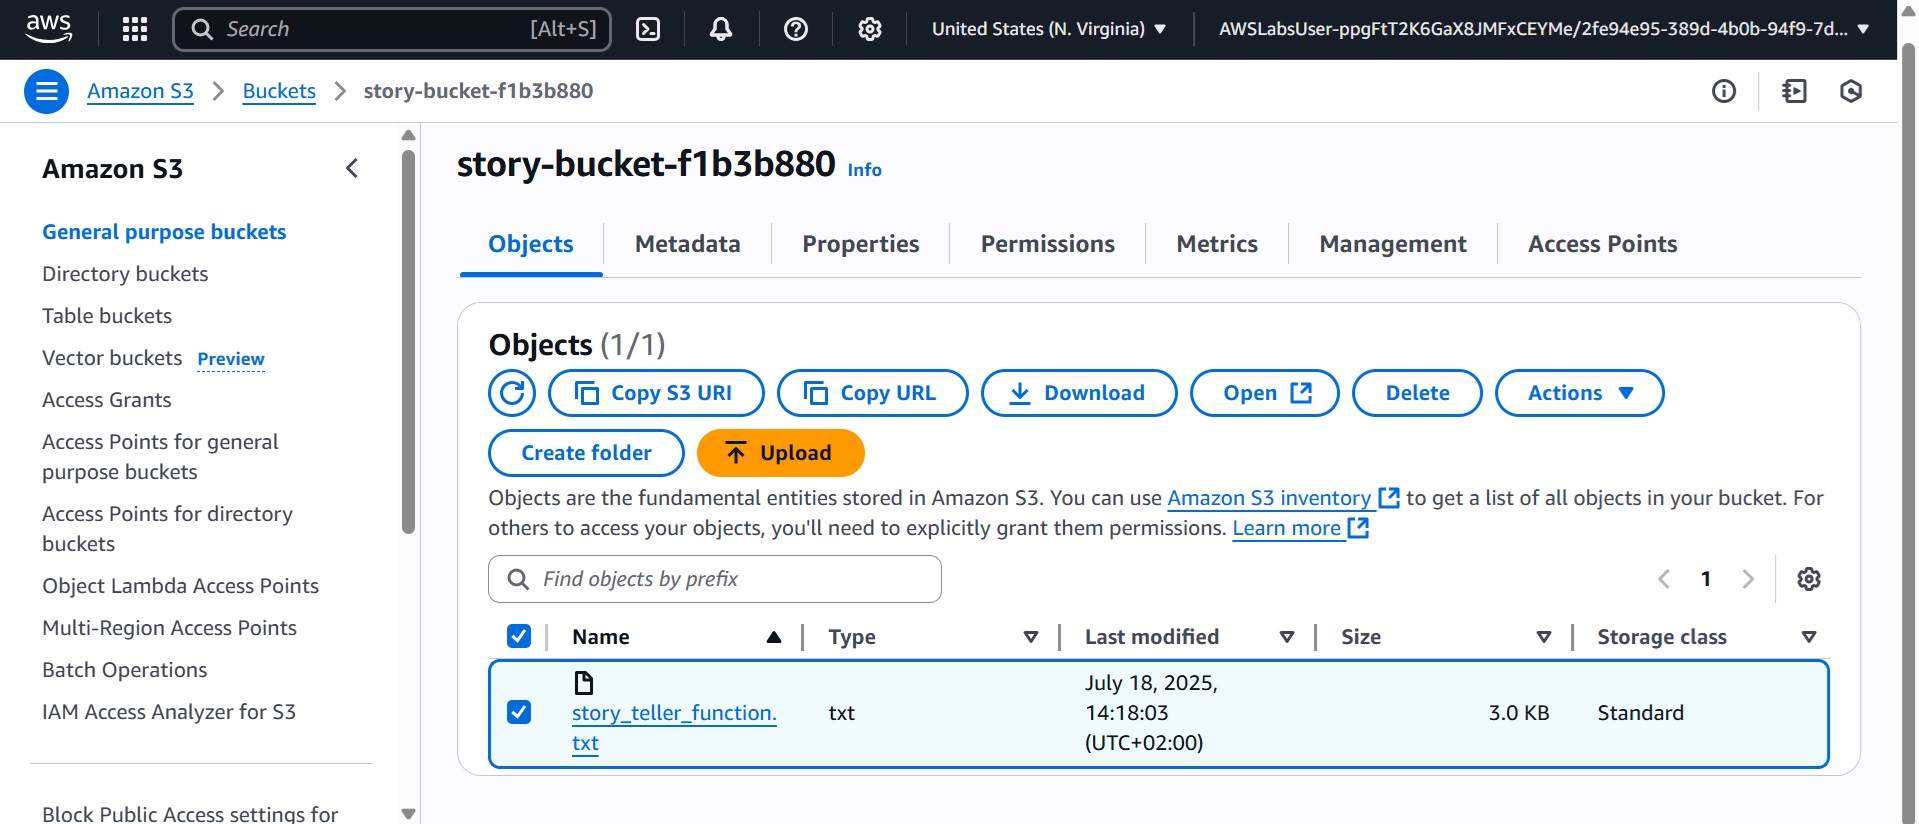 aws
Search [Alt+S]
United States (N. Virginia)
AWSLabsUser-ppgFtT2K6GaX8JMFxCEYMe/2fe94e95-389d-4b0b-94f9-7d...
Amazon S3 > Buckets > story-bucket-f1b3b880
Amazon S3
General purpose buckets
Directory buckets
Table buckets
Vector buckets Preview
Access Grants
Access Points for general
purpose buckets
Access Points for directory
buckets
Object Lambda Access Points
Multi-Region Access Points
Batch Operations
IAM Access Analyzer for S3
Block Public Access settings for
story-bucket-f1b3b880 Info
Objects Metadata Properties Permissions Metrics Management Access Points
Objects (1/1)
Copy S3 URI Copy URL Download Open Delete Actions
Create folder Upload
Objects are the fundamental entities stored in Amazon S3. You can use Amazon S3 inventory to get a list of all objects in your bucket. For
others to access your objects, you'll need to explicitly grant them permissions. Learn more
Find objects by prefix
1
Name Type Last modified Size Storage class
story_teller_function.
txt
txt
July 18, 2025,
14:18:03
(UTC+02:00)
3.0 KB
Standard